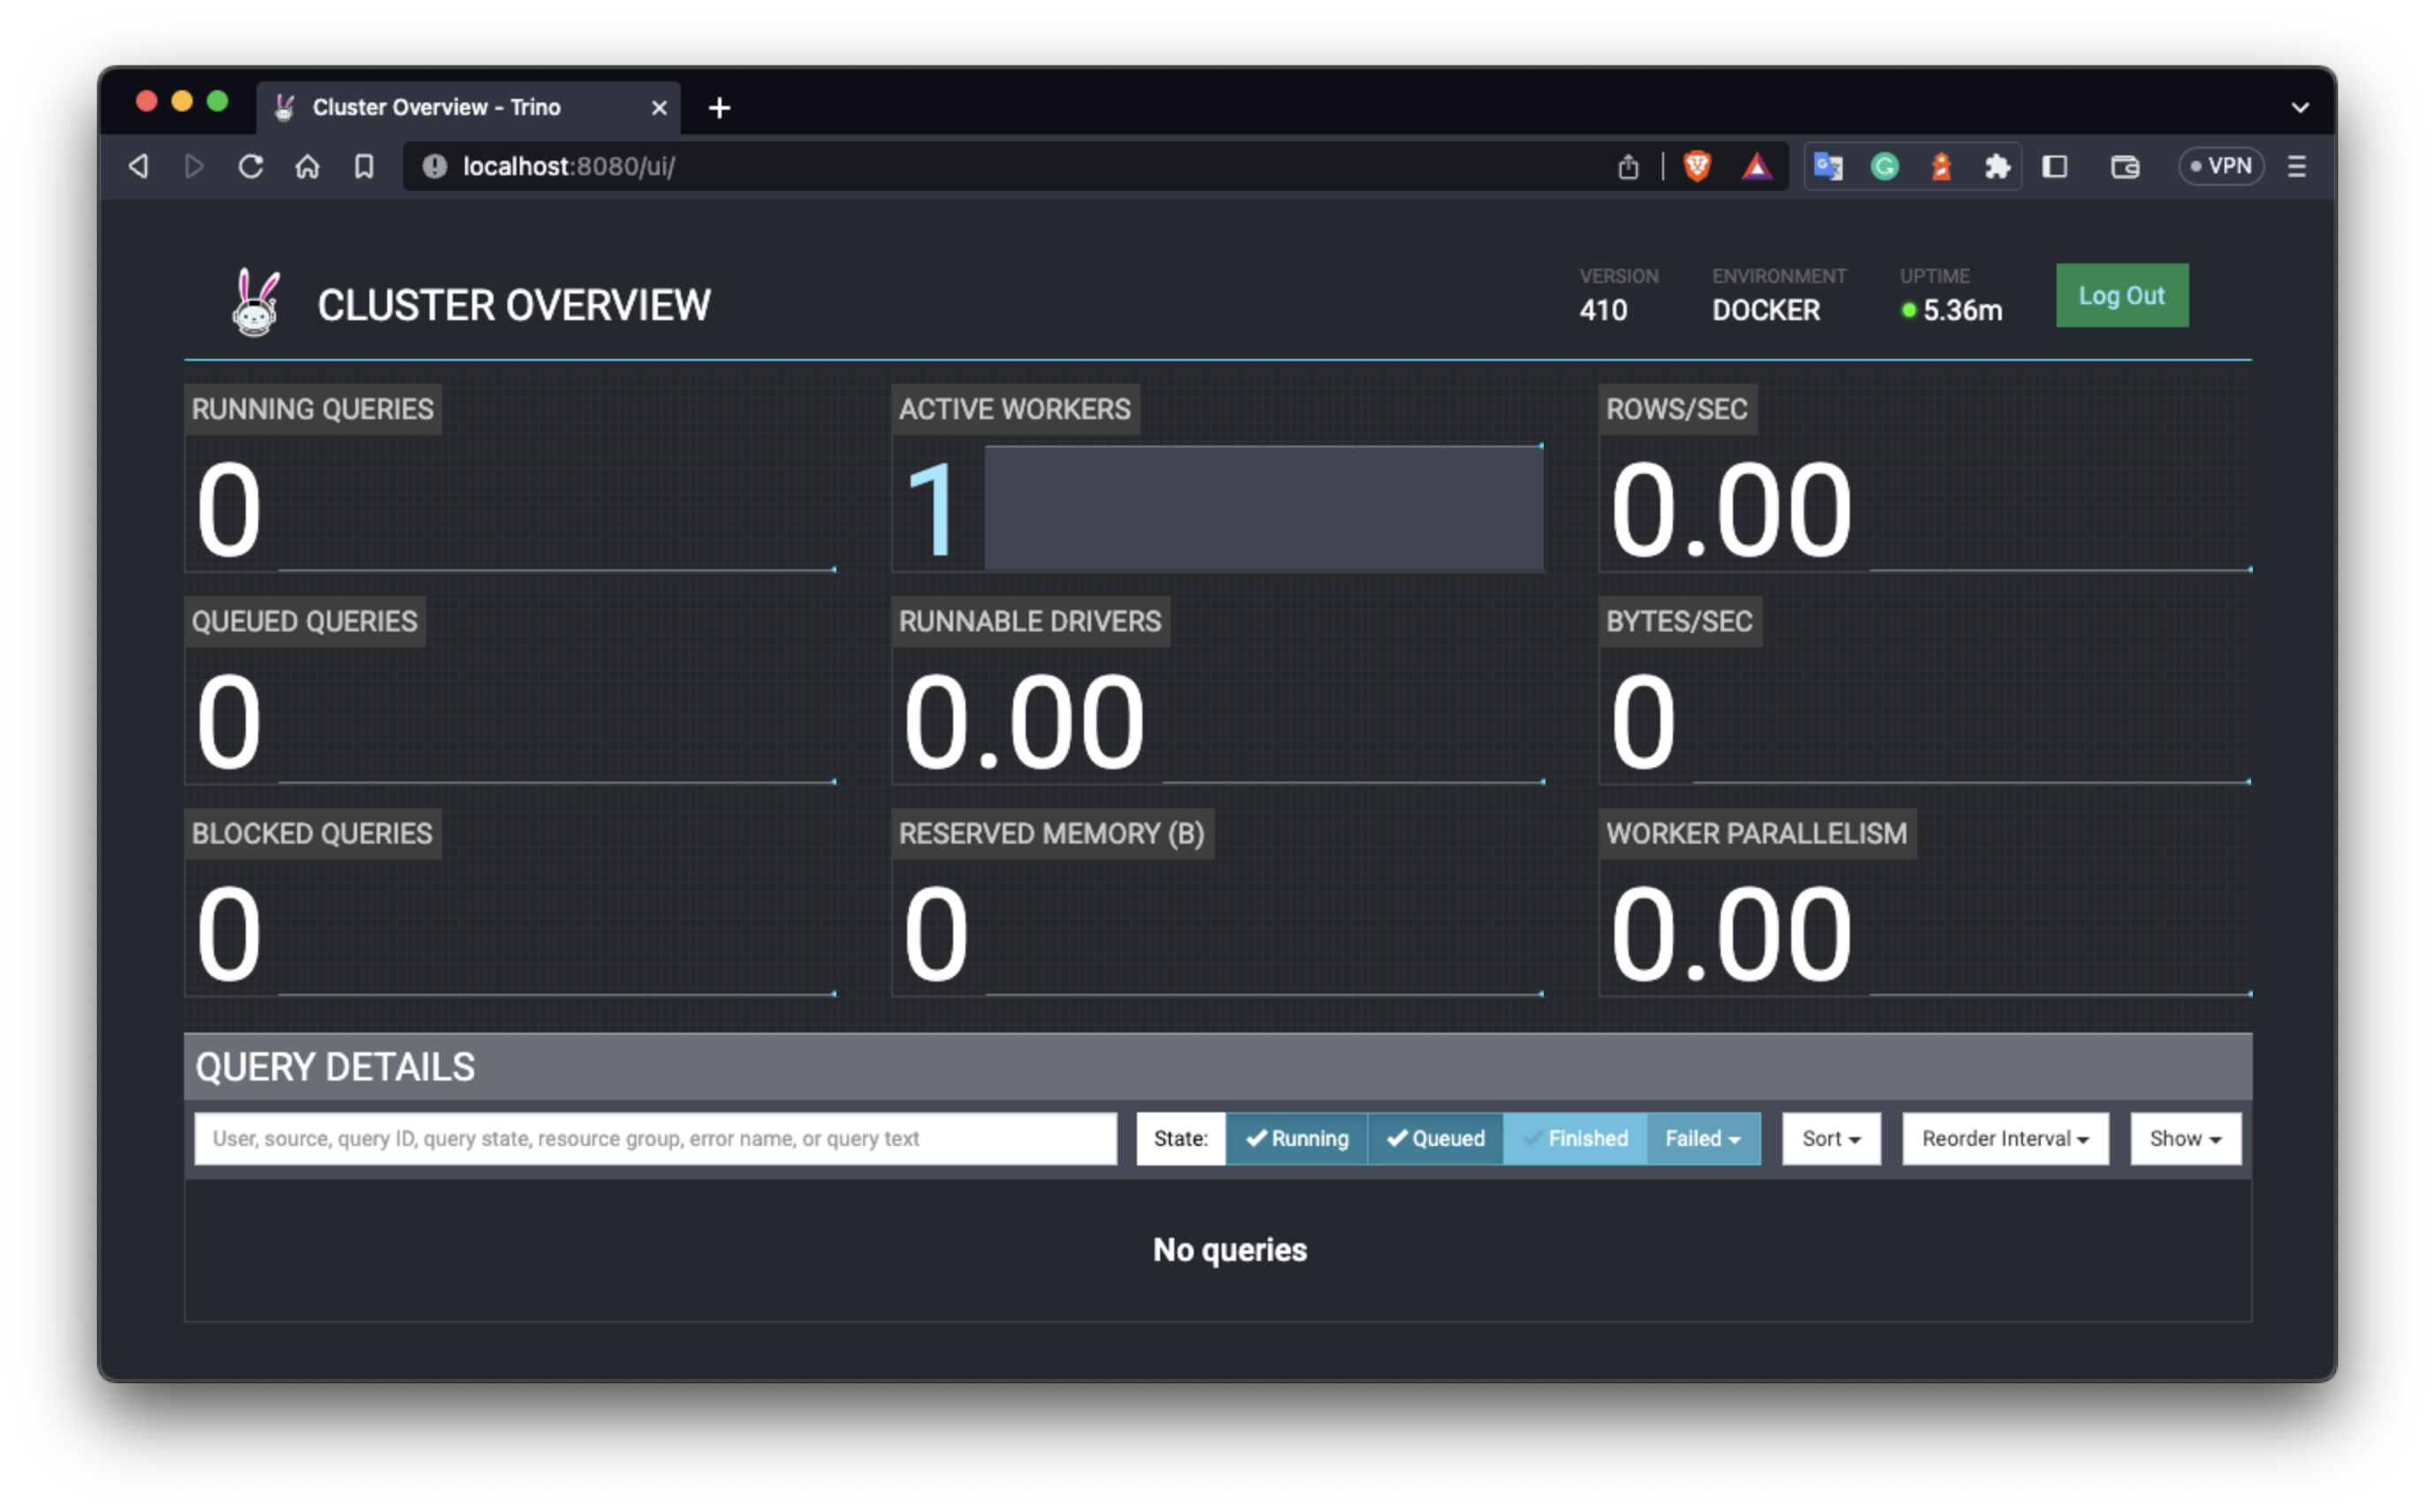 Cluster Overview - Trino
localhost:8080/ui/
VPN
CLUSTER OVERVIEW
VERSION
410
ENVIRONMENT
DOCKER
UPTIME
5.36m
Log Out
RUNNING QUERIES
0
ACTIVE WORKERS
1
ROWS/SEC
0.00
QUEUED QUERIES
0
RUNNABLE DRIVERS
0.00
BYTES/SEC
0
BLOCKED QUERIES
0
RESERVED MEMORY (B)
0
WORKER PARALLELISM
0.00
QUERY DETAILS
User, source, query ID, query state, resource group, error name, or query text
State: Running Queued Finished Failed Sort Reorder Interval Show
No queries